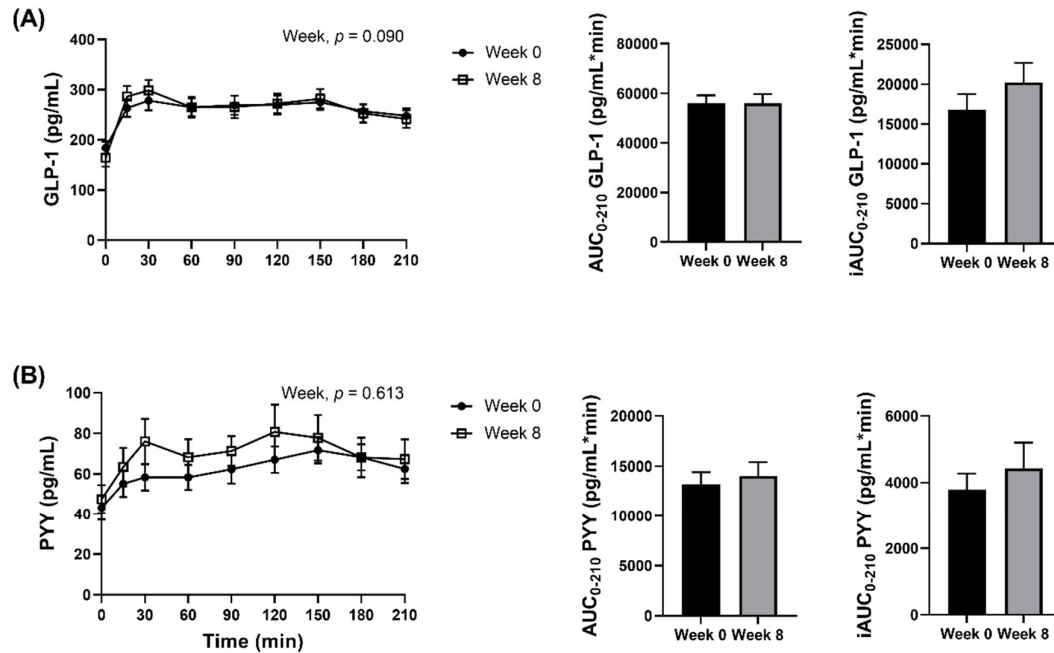 (A)
Week, p = 0.090
Week 0
Week 8
GLP-1 (pg/mL)
400
300
200
100
0
0 30 60 90 120 150 180 210
AUC0-210 GLP-1 (pg/mL*min)
80000
60000
40000
20000
0
Week 0 Week 8
iAUC0-210 GLP-1 (pg/mL*min)
25000
20000
15000
10000
5000
0
Week 0 Week 8
(B)
Week, p = 0.613
Week 0
Week 8
PYY (pg/mL)
100
80
60
40
20
0
0 30 60 90 120 150 180 210
Time (min)
AUC0-210 PYY (pg/mL*min)
20000
15000
10000
5000
0
Week 0 Week 8
iAUC0-210 PYY (pg/mL*min)
6000
4000
2000
0
Week 0 Week 8